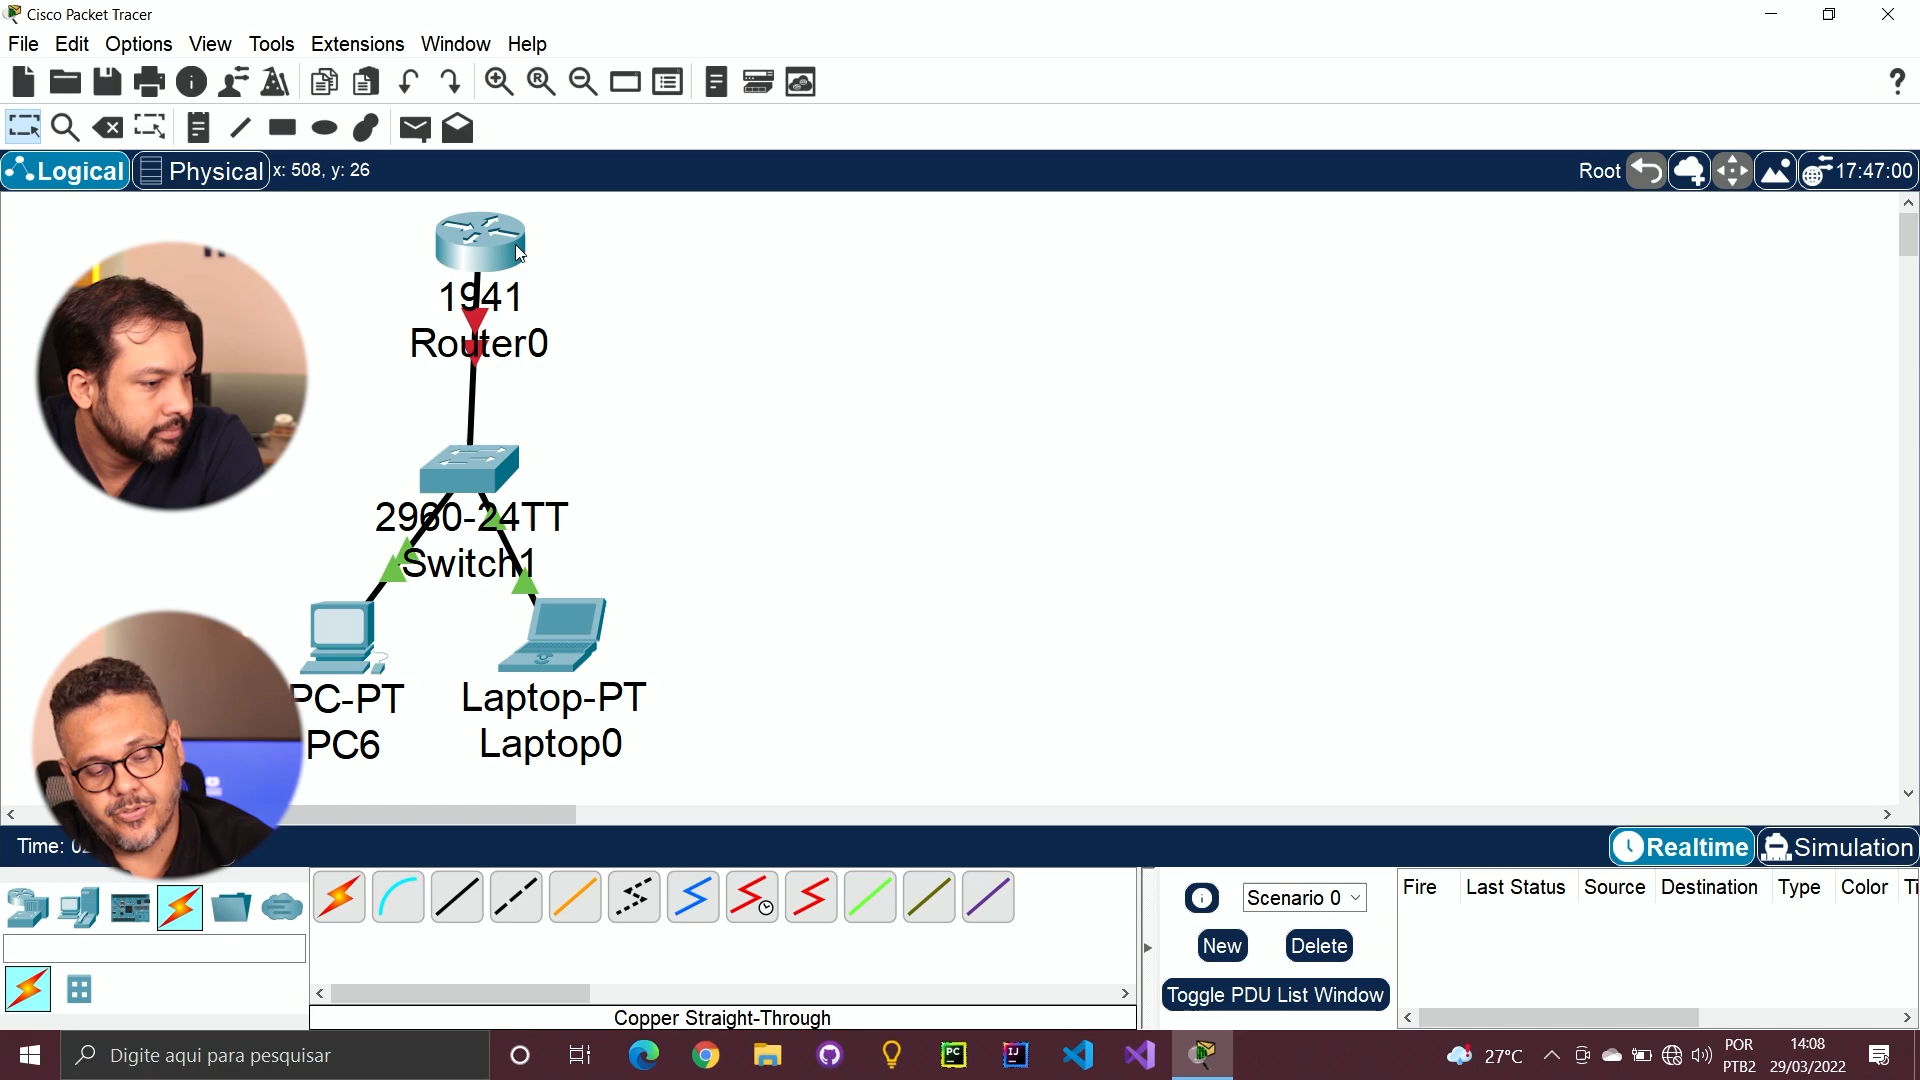 Cisco Packet Tracer
File Edit Options View Tools Extensions Window Help
Logical Physical x: 508, y: 26 Root 17:47:00
1941
Router0
2960-24TT
Switch1
PC-PT
PC6
Laptop-PT
Laptop0
Time: Realtime Simulation
Scenario 0
New Delete
Toggle PDU List Window
Fire Last Status Source Destination Type Color Ti
Copper Straight-Through
Digite aqui para pesquisar
PC
IJ
27°C
POR
PTB2
14:08
29/03/2022